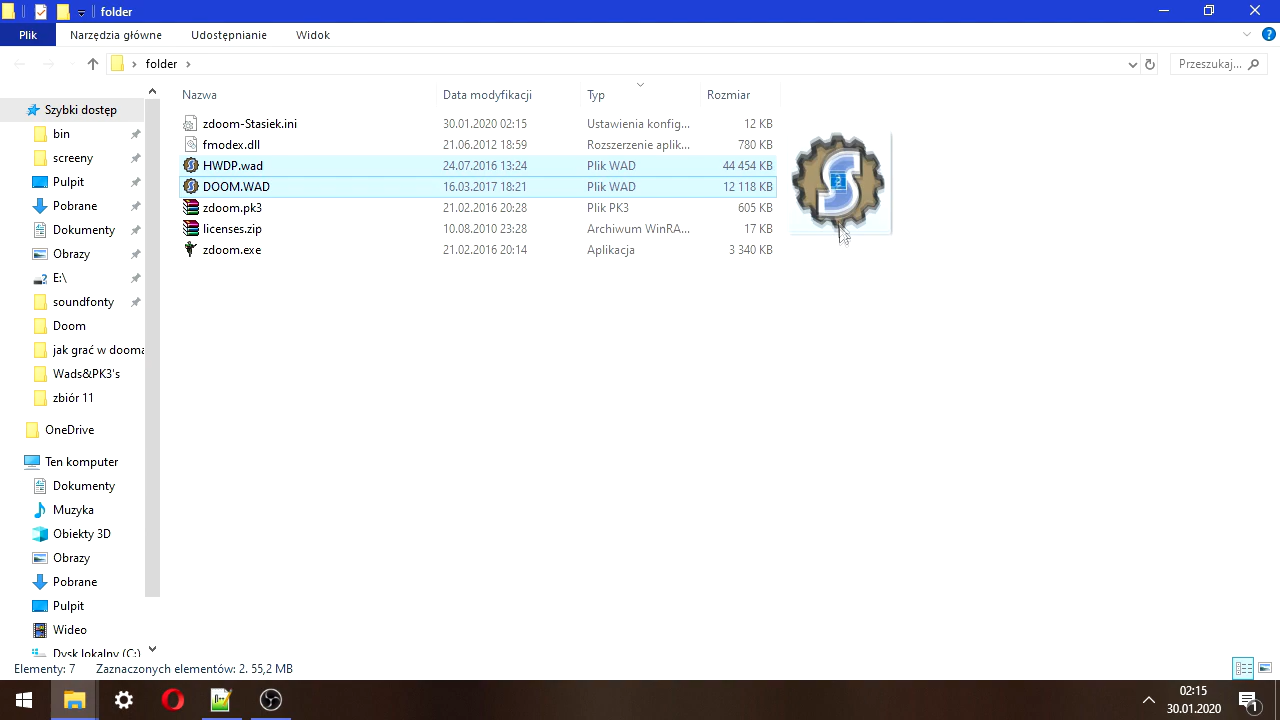 folder
Plik Narzędzia główne Udostępnianie Widok
folder Przeszukaj...
Nazwa Data modyfikacji Typ Rozmiar
zdoom-Stasiek.ini 30.01.2020 02:15 Ustawienia konfig... 12 KB
fmodex.dll 21.06.2012 18:59 Rozszerzenie aplik... 780 KB
HWDP.wad 24.07.2016 13:24 Plik WAD 44 454 KB
DOOM.WAD 16.03.2017 18:21 Plik WAD 12 118 KB
zdoom.pk3 21.02.2016 20:28 Plik PK3 605 KB
licenses.zip 10.08.2010 23:28 Archiwum WinRA... 17 KB
zdoom.exe 21.02.2016 20:14 Aplikacja 3 340 KB
2
Szybki dostęp
bin
screeny
Pulpit
Pobrane
Dokumenty
Obrazy
E:\
soundfonty
Doom
jak grać w dooma
Wads&PK3's
zbiór 11
OneDrive
Ten komputer
Dokumenty
Muzyka
Obiekty 3D
Obrazy
Pobrane
Pulpit
Wideo
Dysk lokalny (C:)
Elementy: 7 Zaznaczonych elementów: 2. 55,2 MB
02:15
30.01.2020
1